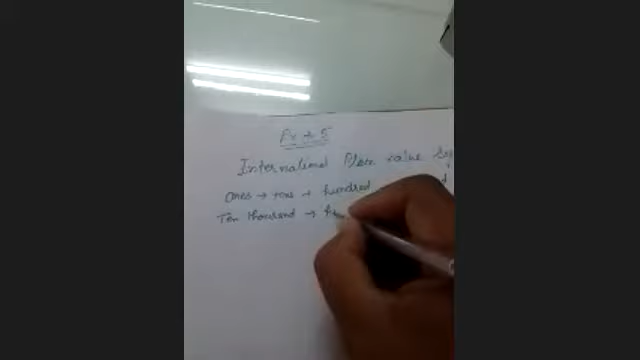 Ex → 5
International Place value
Ones → Tens → hundred
Ten thousand →